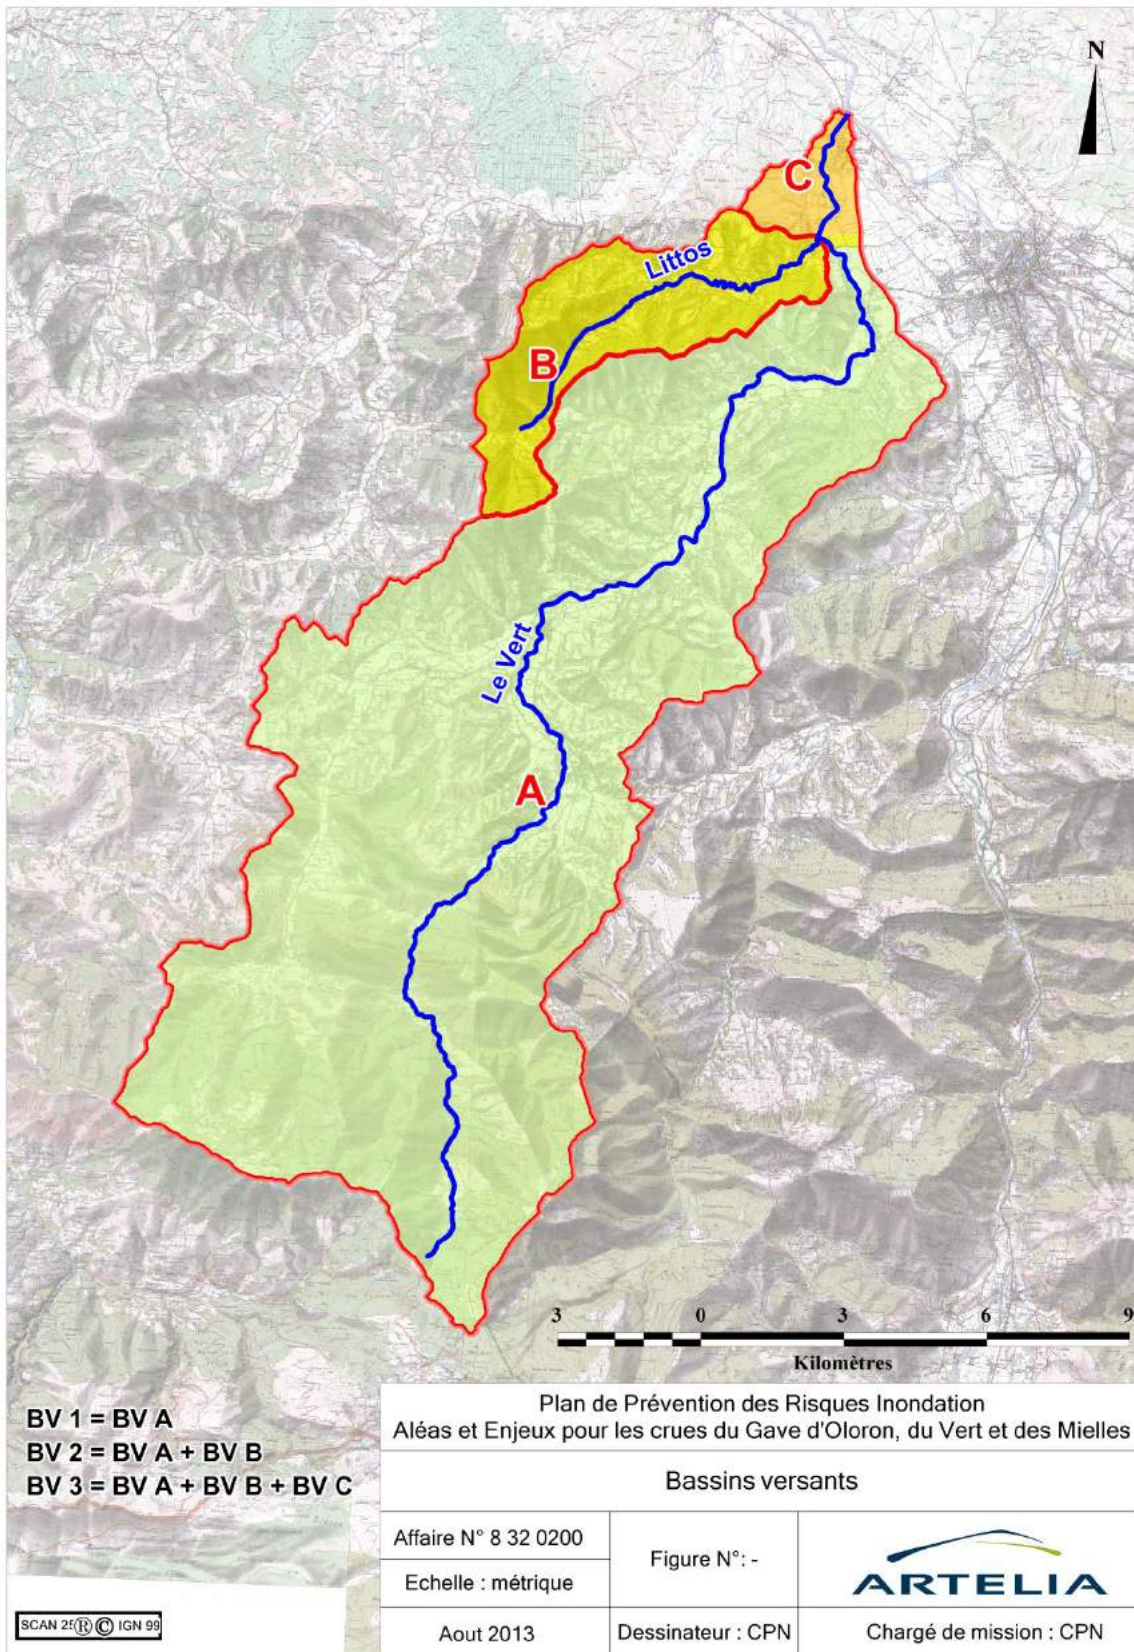 N
C
Littos
B
Le Vert
A
3 0 3 6 9
Kilomètres
BV 1 = BV A
BV 2 = BV A + BV B
BV 3 = BV A + BV B + BV C
Plan de Prévention des Risques Inondation
Aléas et Enjeux pour les crues du Gave d'Oloron, du Vert et des Mielles
Bassins versants
Affaire N° 8 32 0200
Echelle : métrique
Aout 2013
Figure N°: -
Dessinateur : CPN
ARTELIA
Chargé de mission : CPN
SCAN 25® © IGN 99